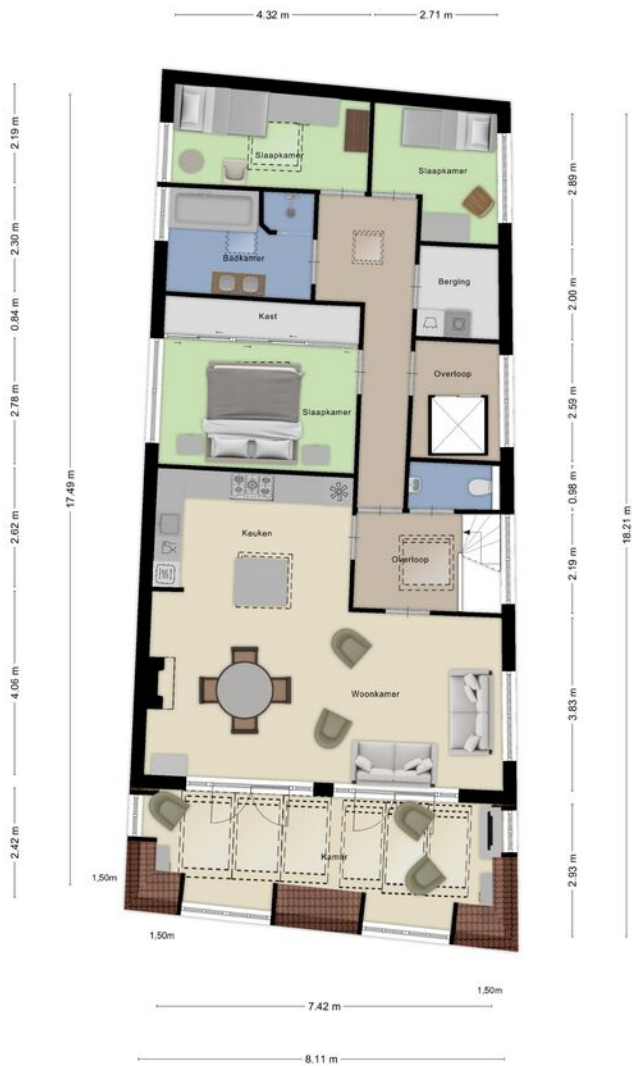 4.32 m
2.71 m
2.19 m
2.30 m
0.84 m
2.78 m
2.62 m
4.06 m
2.42 m
17.49 m
Slaapkamer
Slaapkamer
Badkamer
Berging
Kast
Overloop
Slaapkamer
Keuken
Overloop
Woonkamer
Kamer
2.89 m
2.00 m
2.59 m
0.98 m
2.19 m
3.83 m
2.93 m
18.21 m
1,50m
1,50m
1,50m
7.42 m
8.11 m